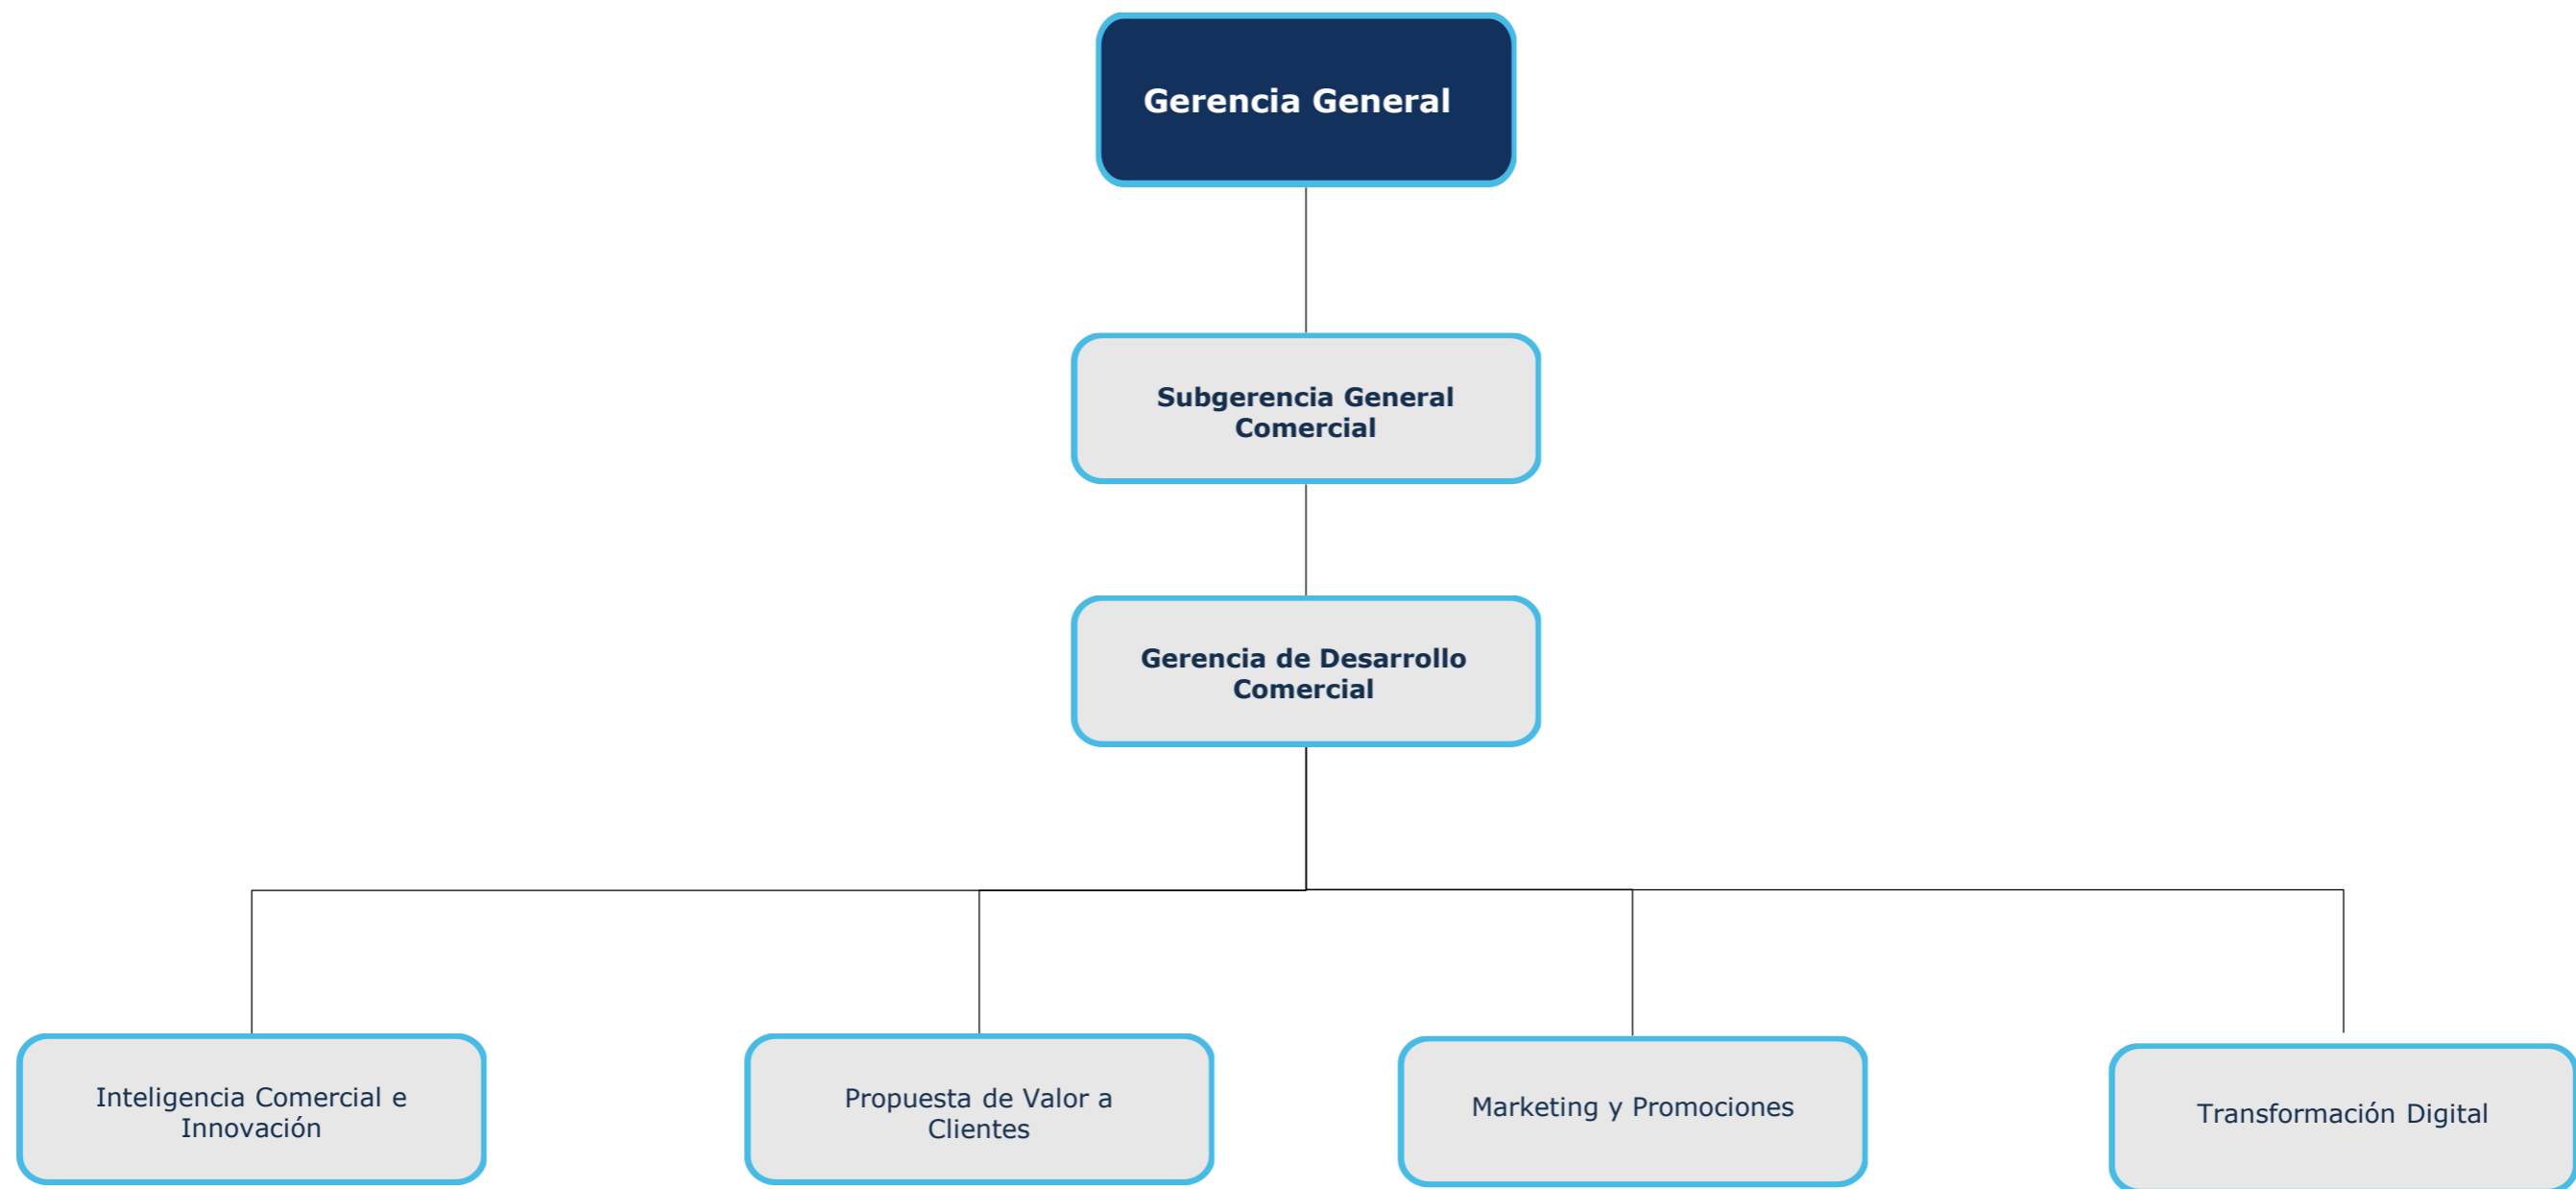 Gerencia General
Subgerencia General
Comercial
Gerencia de Desarrollo
Comercial
Inteligencia Comercial e
Innovación
Propuesta de Valor a
Clientes
Marketing y Promociones
Transformación Digital